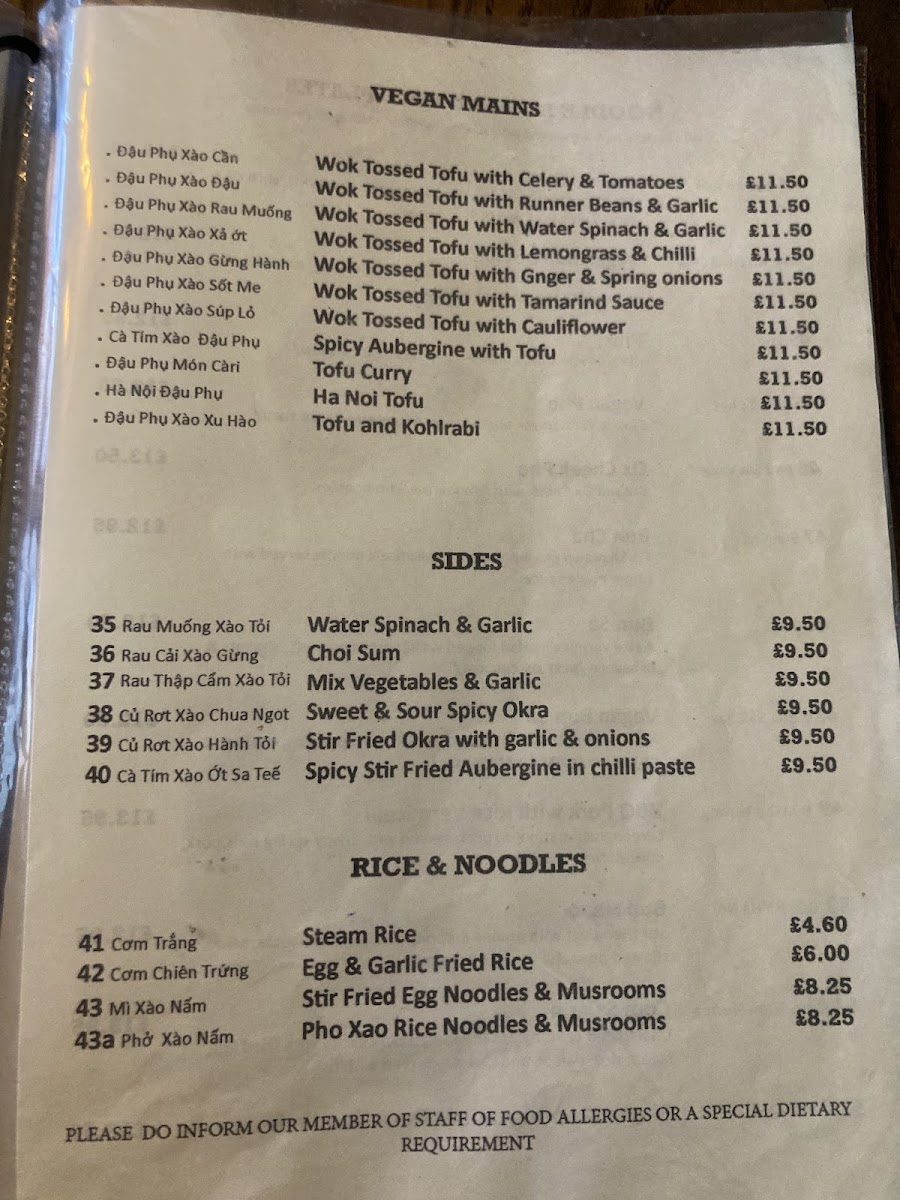 VEGAN MAINS
. Đậu Phụ Xào Cần Wok Tossed Tofu with Celery & Tomatoes £11.50
. Đậu Phụ Xào Đậu Wok Tossed Tofu with Runner Beans & Garlic £11.50
. Đậu Phụ Xào Rau Muống Wok Tossed Tofu with Water Spinach & Garlic £11.50
. Đậu Phụ Xào Xả ớt Wok Tossed Tofu with Lemongrass & Chilli £11.50
. Đậu Phụ Xào Gừng Hành Wok Tossed Tofu with Gnger & Spring onions £11.50
. Đậu Phụ Xào Sốt Me Wok Tossed Tofu with Tamarind Sauce £11.50
. Đậu Phụ Xào Súp Lỏ Wok Tossed Tofu with Cauliflower £11.50
. Cà Tím Xào Đậu Phụ Spicy Aubergine with Tofu £11.50
. Đậu Phụ Món Càri Tofu Curry £11.50
. Hà Nội Đậu Phụ Ha Noi Tofu £11.50
. Đậu Phụ Xào Xu Hào Tofu and Kohlrabi £11.50
SIDES
35 Rau Muống Xào Tỏi Water Spinach & Garlic £9.50
36 Rau Cải Xào Gừng Choi Sum £9.50
37 Rau Thập Cẩm Xào Tỏi Mix Vegetables & Garlic £9.50
38 Củ Rơt Xào Chua Ngọt Sweet & Sour Spicy Okra £9.50
39 Củ Rơt Xào Hành Tỏi Stir Fried Okra with garlic & onions £9.50
40 Cà Tím Xào Ớt Sa Teế Spicy Stir Fried Aubergine in chilli paste £9.50
RICE & NOODLES
41 Cơm Trắng Steam Rice £4.60
42 Cơm Chiên Trứng Egg & Garlic Fried Rice £6.00
43 Mì Xào Nấm Stir Fried Egg Noodles & Musrooms £8.25
43a Phở Xào Nấm Pho Xao Rice Noodles & Musrooms £8.25
PLEASE DO INFORM OUR MEMBER OF STAFF OF FOOD ALLERGIES OR A SPECIAL DIETARY
REQUIREMENT